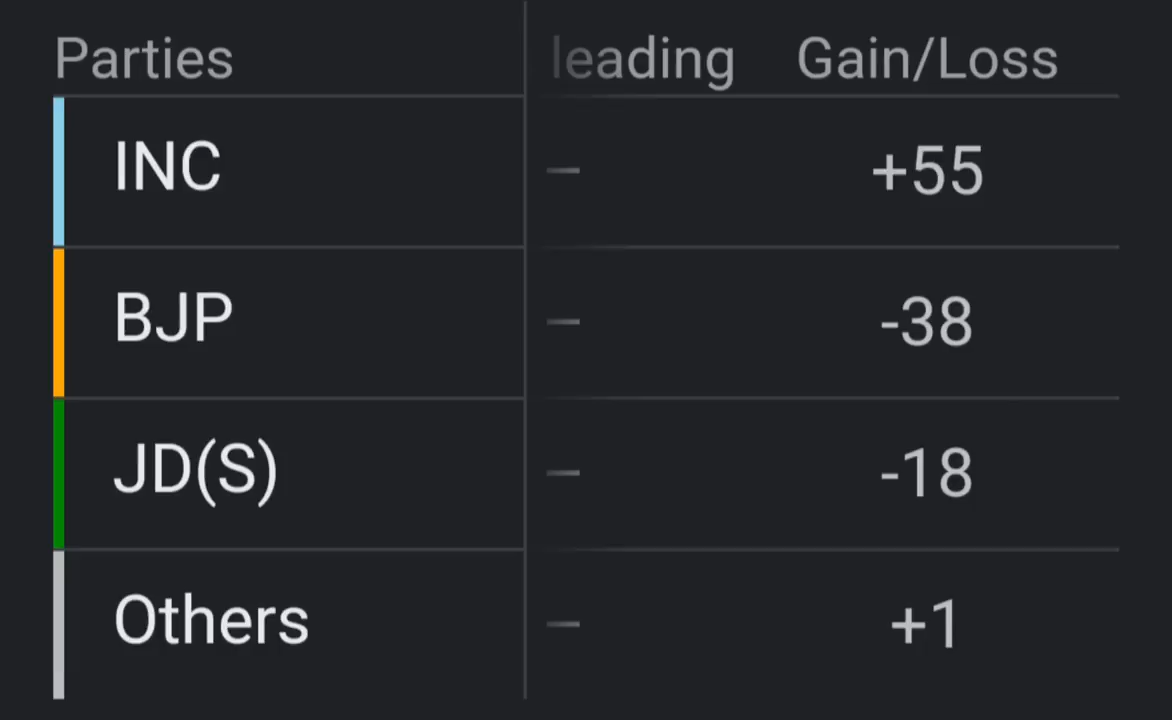 Parties leading Gain/Loss
INC – +55
BJP – -38
JD(S) – -18
Others – +1